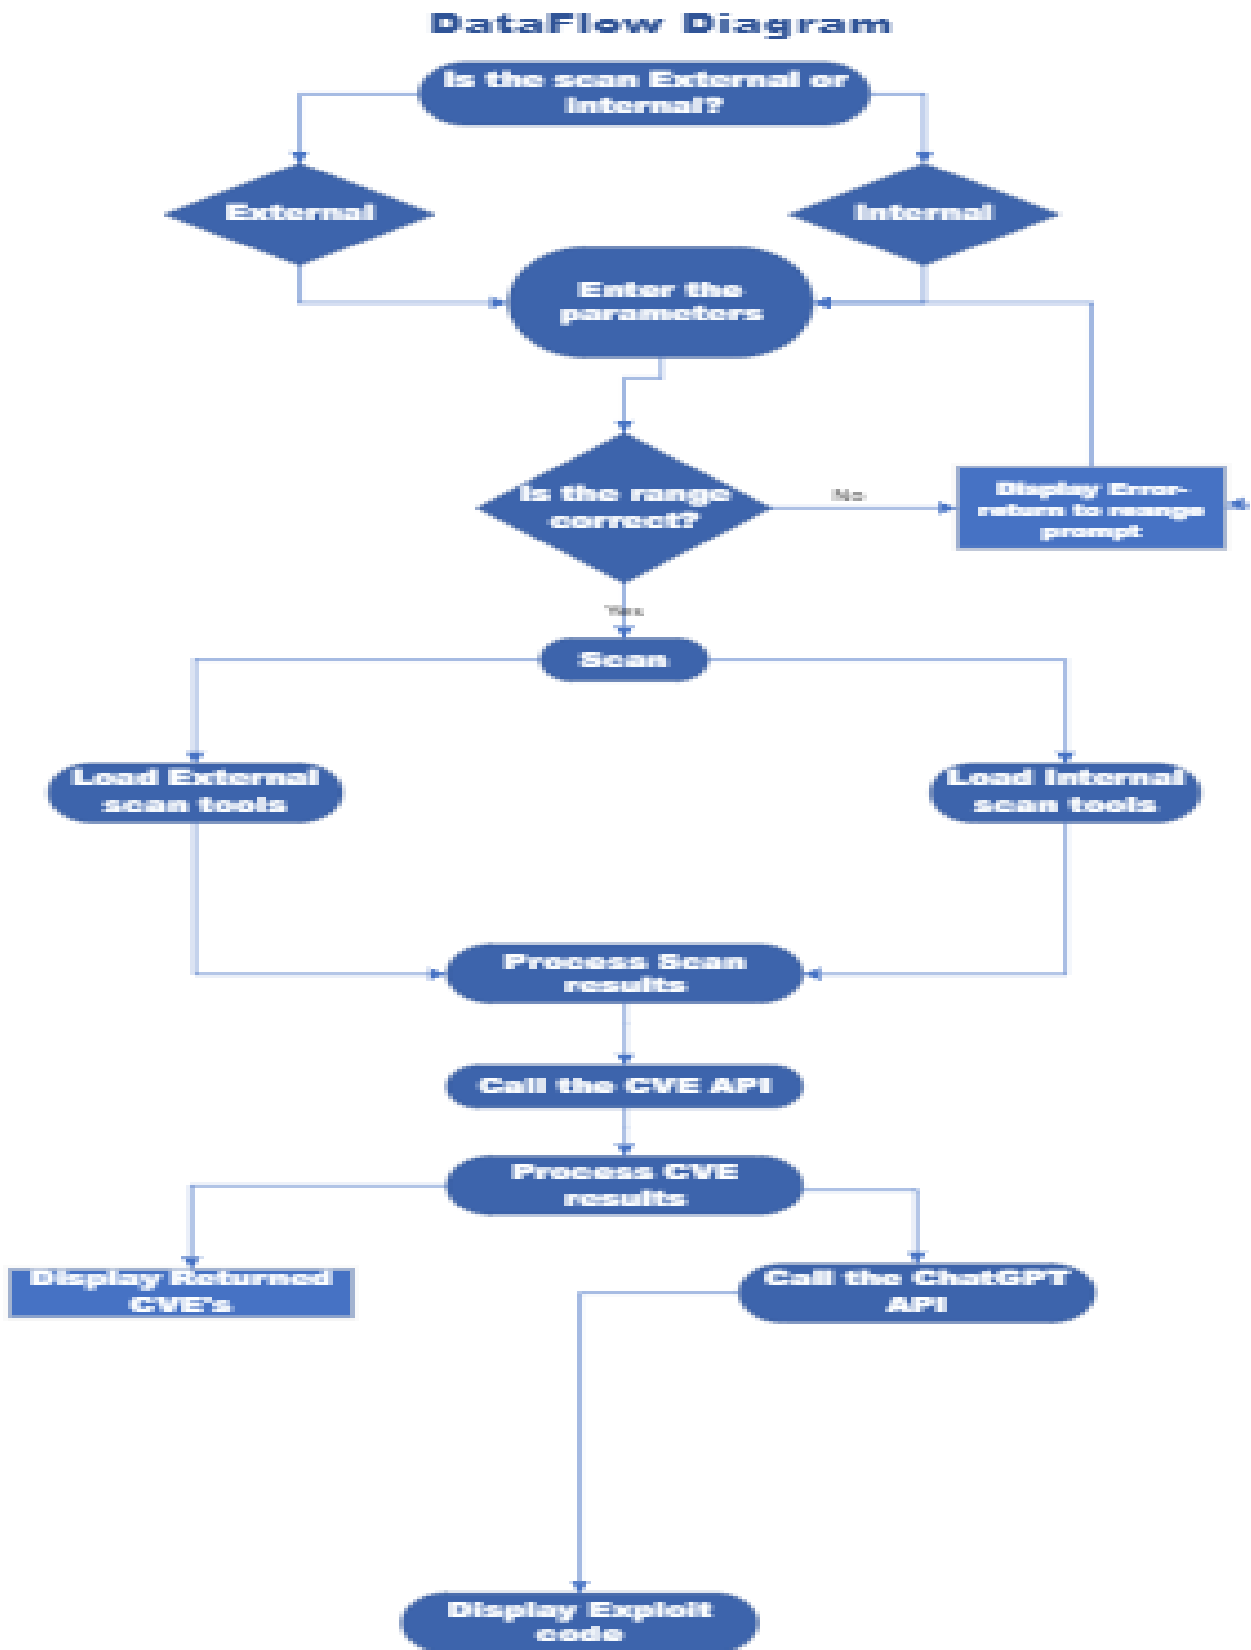 DataFlow Diagram
Is the scan External or
Internal?
External
Internal
Enter the
parameters
Is the range
correct?
No
Display Error-
return to reange
prompt
Yes
Scan
Load External
scan tools
Load Internal
scan tools
Process Scan
results
Call the CVE API
Process CVE
results
Display Returned
CVE's
Call the ChatGPT
API
Display Exploit
code